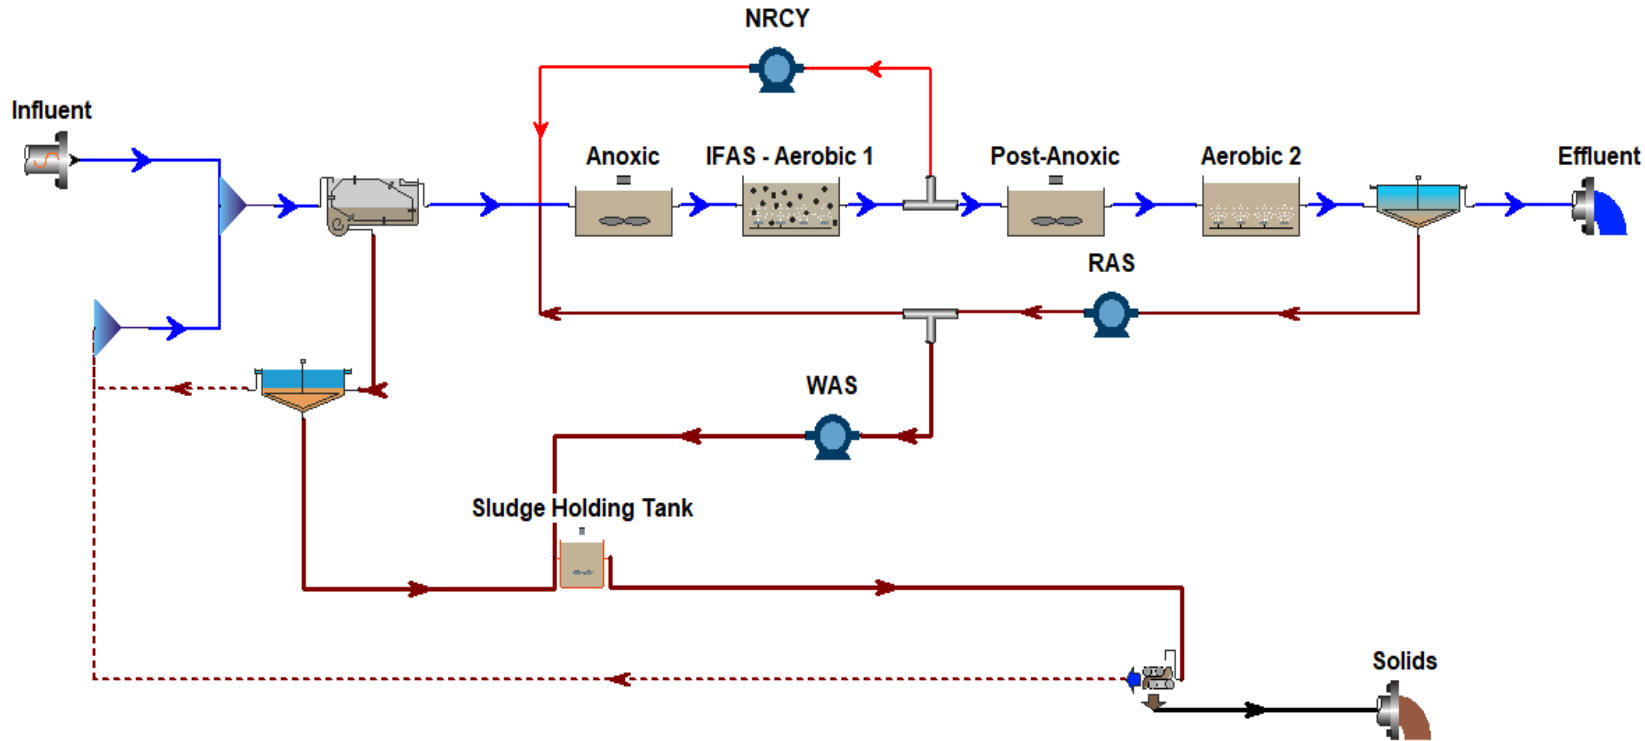 NRCY
Influent
Anoxic
IFAS - Aerobic 1
Post-Anoxic
Aerobic 2
Effluent
RAS
WAS
Sludge Holding Tank
Solids